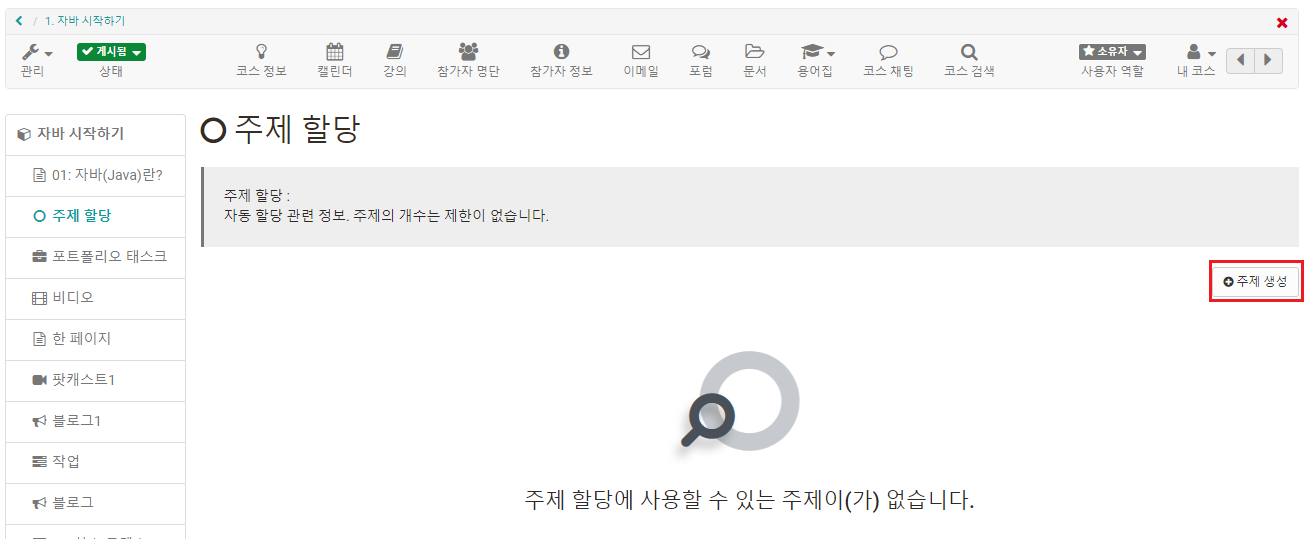 / 1. 자바 시작하기
관리
게시됨
상태
코스 정보
캘린더
강의
참가자 명단
참가자 정보
이메일
포럼
문서
용어집
코스 채팅
코스 검색
소유자
사용자 역할
내 코스
자바 시작하기
01: 자바(Java)란?
주제 할당
포트폴리오 태스크
비디오
한 페이지
팟캐스트1
블로그1
작업
블로그
주제 할당
주제 할당 :
자동 할당 관련 정보. 주제의 개수는 제한이 없습니다.
주제 생성
주제 할당에 사용할 수 있는 주제이(가) 없습니다.